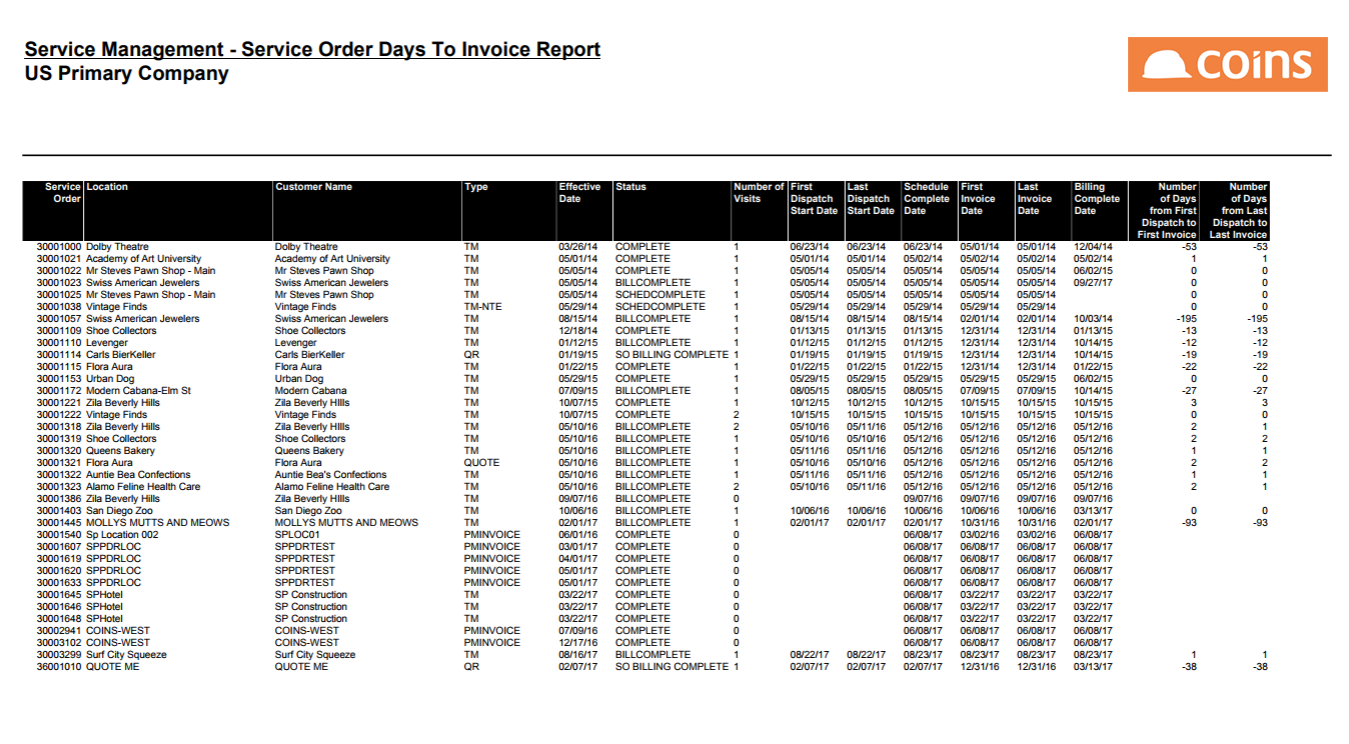 Service Management - Service Order Days To Invoice Report
US Primary Company
coins
Service Location Customer Name Type Effective Status Number of First Last Schedule First Last Billing Number Number
Order Date Visits Dispatch Dispatch Complete Invoice Invoice Complete of Days of Days
Start Date Start Date Date Date Date Date from First from Last
Dispatch to Dispatch to
First Invoice Last Invoice
30001000 Dolby Theatre Dolby Theatre TM 03/26/14 COMPLETE 1 06/23/14 06/23/14 06/23/14 05/01/14 05/01/14 12/04/14 -53 -53
30001021 Academy of Art University Academy of Art University TM 05/01/14 COMPLETE 1 05/01/14 05/01/14 05/02/14 05/02/14 05/02/14 05/02/14 1 1
30001022 Mr Steves Pawn Shop - Main Mr Steves Pawn Shop TM 05/05/14 COMPLETE 1 05/05/14 05/05/14 05/05/14 05/05/14 05/05/14 06/02/15 0 0
30001023 Swiss American Jewelers Swiss American Jewelers TM 05/05/14 BILLCOMPLETE 1 05/05/14 05/05/14 05/05/14 05/05/14 05/05/14 09/27/17 0 0
30001025 Mr Steves Pawn Shop - Main Mr Steves Pawn Shop TM 05/05/14 SCHEDCOMPLETE 1 05/05/14 05/05/14 05/05/14 05/05/14 05/05/14 0 0
30001038 Vintage Finds Vintage Finds TM-NTE 05/29/14 SCHEDCOMPLETE 1 05/29/14 05/29/14 05/29/14 05/29/14 05/29/14 0 0
30001057 Swiss American Jewelers Swiss American Jewelers TM 08/15/14 BILLCOMPLETE 1 08/15/14 08/15/14 08/15/14 02/01/14 02/01/14 10/03/14 -195 -195
30001109 Shoe Collectors Shoe Collectors TM 12/18/14 COMPLETE 1 01/13/15 01/13/15 01/13/15 12/31/14 12/31/14 01/13/15 -13 -13
30001110 Levenger Levenger TM 01/12/15 BILLCOMPLETE 1 01/12/15 01/12/15 01/12/15 12/31/14 12/31/14 10/14/15 -12 -12
30001114 Carls BierKeller Carls BierKeller QR 01/19/15 SO BILLING COMPLETE 1 01/19/15 01/19/15 01/19/15 12/31/14 12/31/14 10/14/15 -19 -19
30001115 Flora Aura Flora Aura TM 01/22/15 COMPLETE 1 01/22/15 01/22/15 01/22/15 12/31/14 12/31/14 01/22/15 -22 -22
30001153 Urban Dog Urban Dog TM 05/29/15 COMPLETE 1 05/29/15 05/29/15 05/29/15 05/29/15 05/29/15 06/02/15 0 0
30001172 Modern Cabana-Elm St Modern Cabana TM 07/09/15 BILLCOMPLETE 1 08/05/15 08/05/15 08/05/15 07/09/15 07/09/15 10/14/15 -27 -27
30001221 Zila Beverly Hills Zila Beverly HIlls TM 10/07/15 COMPLETE 1 10/12/15 10/12/15 10/12/15 10/15/15 10/15/15 10/15/15 3 3
30001222 Vintage Finds Vintage Finds TM 10/07/15 COMPLETE 2 10/15/15 10/15/15 10/15/15 10/15/15 10/15/15 10/15/15 0 0
30001318 Zila Beverly Hills Zila Beverly HIlls TM 05/10/16 BILLCOMPLETE 2 05/10/16 05/11/16 05/12/16 05/12/16 05/12/16 05/12/16 2 1
30001319 Shoe Collectors Shoe Collectors TM 05/10/16 BILLCOMPLETE 1 05/10/16 05/10/16 05/12/16 05/12/16 05/12/16 05/12/16 2 2
30001320 Queens Bakery Queens Bakery TM 05/10/16 BILLCOMPLETE 1 05/11/16 05/11/16 05/12/16 05/12/16 05/12/16 05/12/16 1 1
30001321 Flora Aura Flora Aura QUOTE 05/10/16 BILLCOMPLETE 1 05/10/16 05/10/16 05/12/16 05/12/16 05/12/16 05/12/16 2 2
30001322 Auntie Bea Confections Auntie Bea's Confections TM 05/10/16 BILLCOMPLETE 1 05/11/16 05/11/16 05/12/16 05/12/16 05/12/16 05/12/16 1 1
30001323 Alamo Feline Health Care Alamo Feline Health Care TM 05/10/16 BILLCOMPLETE 2 05/10/16 05/11/16 05/12/16 05/12/16 05/12/16 05/12/16 2 1
30001386 Zila Beverly Hills Zila Beverly HIlls TM 09/07/16 BILLCOMPLETE 0 09/07/16 09/07/16 09/07/16 09/07/16
30001403 San Diego Zoo San Diego Zoo TM 10/06/16 BILLCOMPLETE 1 10/06/16 10/06/16 10/06/16 10/06/16 10/06/16 03/13/17 0 0
30001445 MOLLYS MUTTS AND MEOWS MOLLYS MUTTS AND MEOWS TM 02/01/17 BILLCOMPLETE 1 02/01/17 02/01/17 02/01/17 10/31/16 10/31/16 02/01/17 -93 -93
30001540 Sp Location 002 SPLOC01 PMINVOICE 06/01/16 COMPLETE 0 06/08/17 03/02/16 03/02/16 06/08/17
30001607 SPPDRLOC SPPDRTEST PMINVOICE 03/01/17 COMPLETE 0 06/08/17 06/08/17 06/08/17 06/08/17
30001619 SPPDRLOC SPPDRTEST PMINVOICE 04/01/17 COMPLETE 0 06/08/17 06/08/17 06/08/17 06/08/17
30001620 SPPDRLOC SPPDRTEST PMINVOICE 05/01/17 COMPLETE 0 06/08/17 06/08/17 06/08/17 06/08/17
30001633 SPPDRLOC SPPDRTEST PMINVOICE 05/01/17 COMPLETE 0 06/08/17 06/08/17 06/08/17 06/08/17
30001645 SPHotel SP Construction TM 03/22/17 COMPLETE 0 06/08/17 03/22/17 03/22/17 03/22/17
30001646 SPHotel SP Construction TM 03/22/17 COMPLETE 0 06/08/17 03/22/17 03/22/17 03/22/17
30001648 SPHotel SP Construction TM 03/22/17 COMPLETE 0 06/08/17 03/22/17 03/22/17 03/22/17
30002941 COINS-WEST COINS-WEST PMINVOICE 07/09/16 COMPLETE 0 06/08/17 06/08/17 06/08/17 06/08/17
30003102 COINS-WEST COINS-WEST PMINVOICE 12/17/16 COMPLETE 0 06/08/17 06/08/17 06/08/17 06/08/17
30003299 Surf City Squeeze Surf City Squeeze TM 08/16/17 BILLCOMPLETE 1 08/22/17 08/22/17 08/23/17 08/23/17 08/23/17 08/23/17 1 1
36001010 QUOTE ME QUOTE ME QR 02/07/17 SO BILLING COMPLETE 1 02/07/17 02/07/17 02/07/17 12/31/16 12/31/16 03/13/17 -38 -38